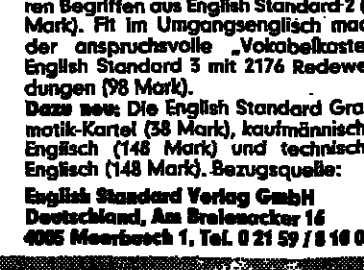 ren Begriffen aus English Standard 2 (
Mark). Fit im Umgangsenglisch mac
der anspruchsvolle „Vokabelkaste
English Standard 3 mit 2176 Redewe
dungen (98 Mark).
Dazu neu: Die English Standard Gra
matik-Kartei (38 Mark), kaufmännisch
Englisch (148 Mark) und technisch
Englisch (148 Mark). Bezugsquelle:
English Standard Verlag GmbH
Deutschland, Am Breienacker 16
4005 Meerbusch 1, Tel. 0 21 59 / 8 10 0